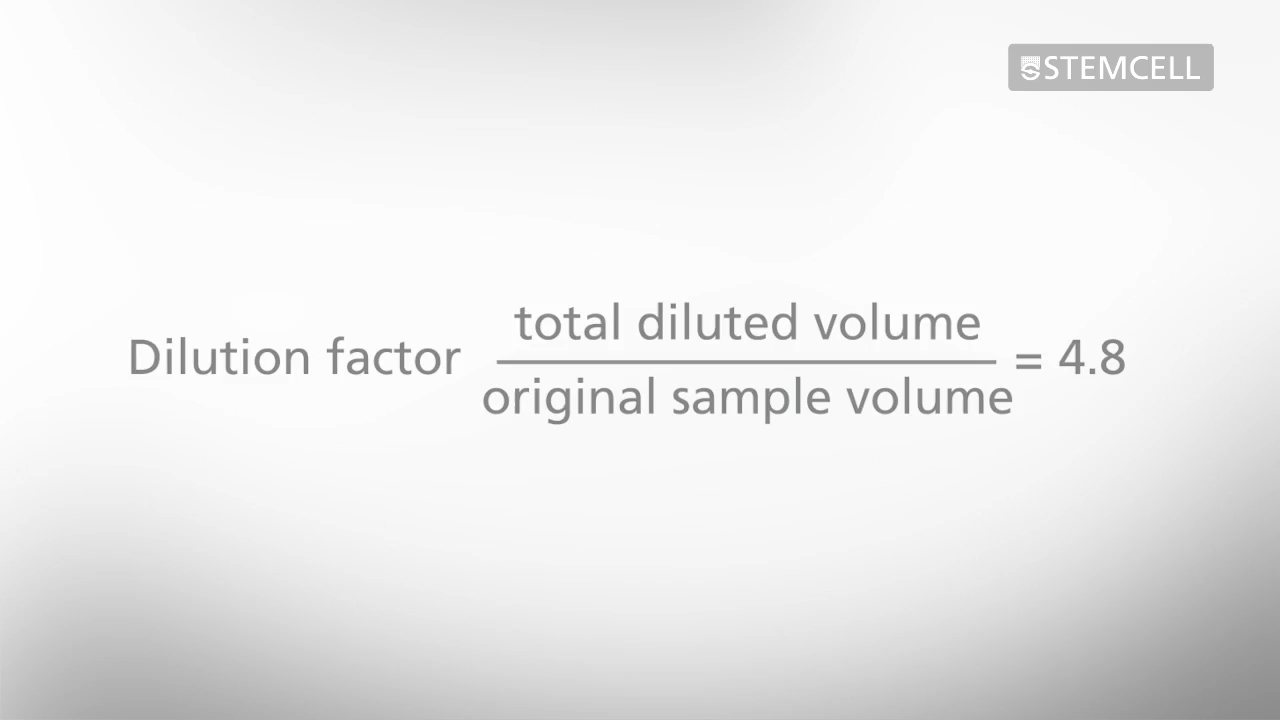 STEMCELL
total diluted volume
Dilution factor = 4.8
original sample volume